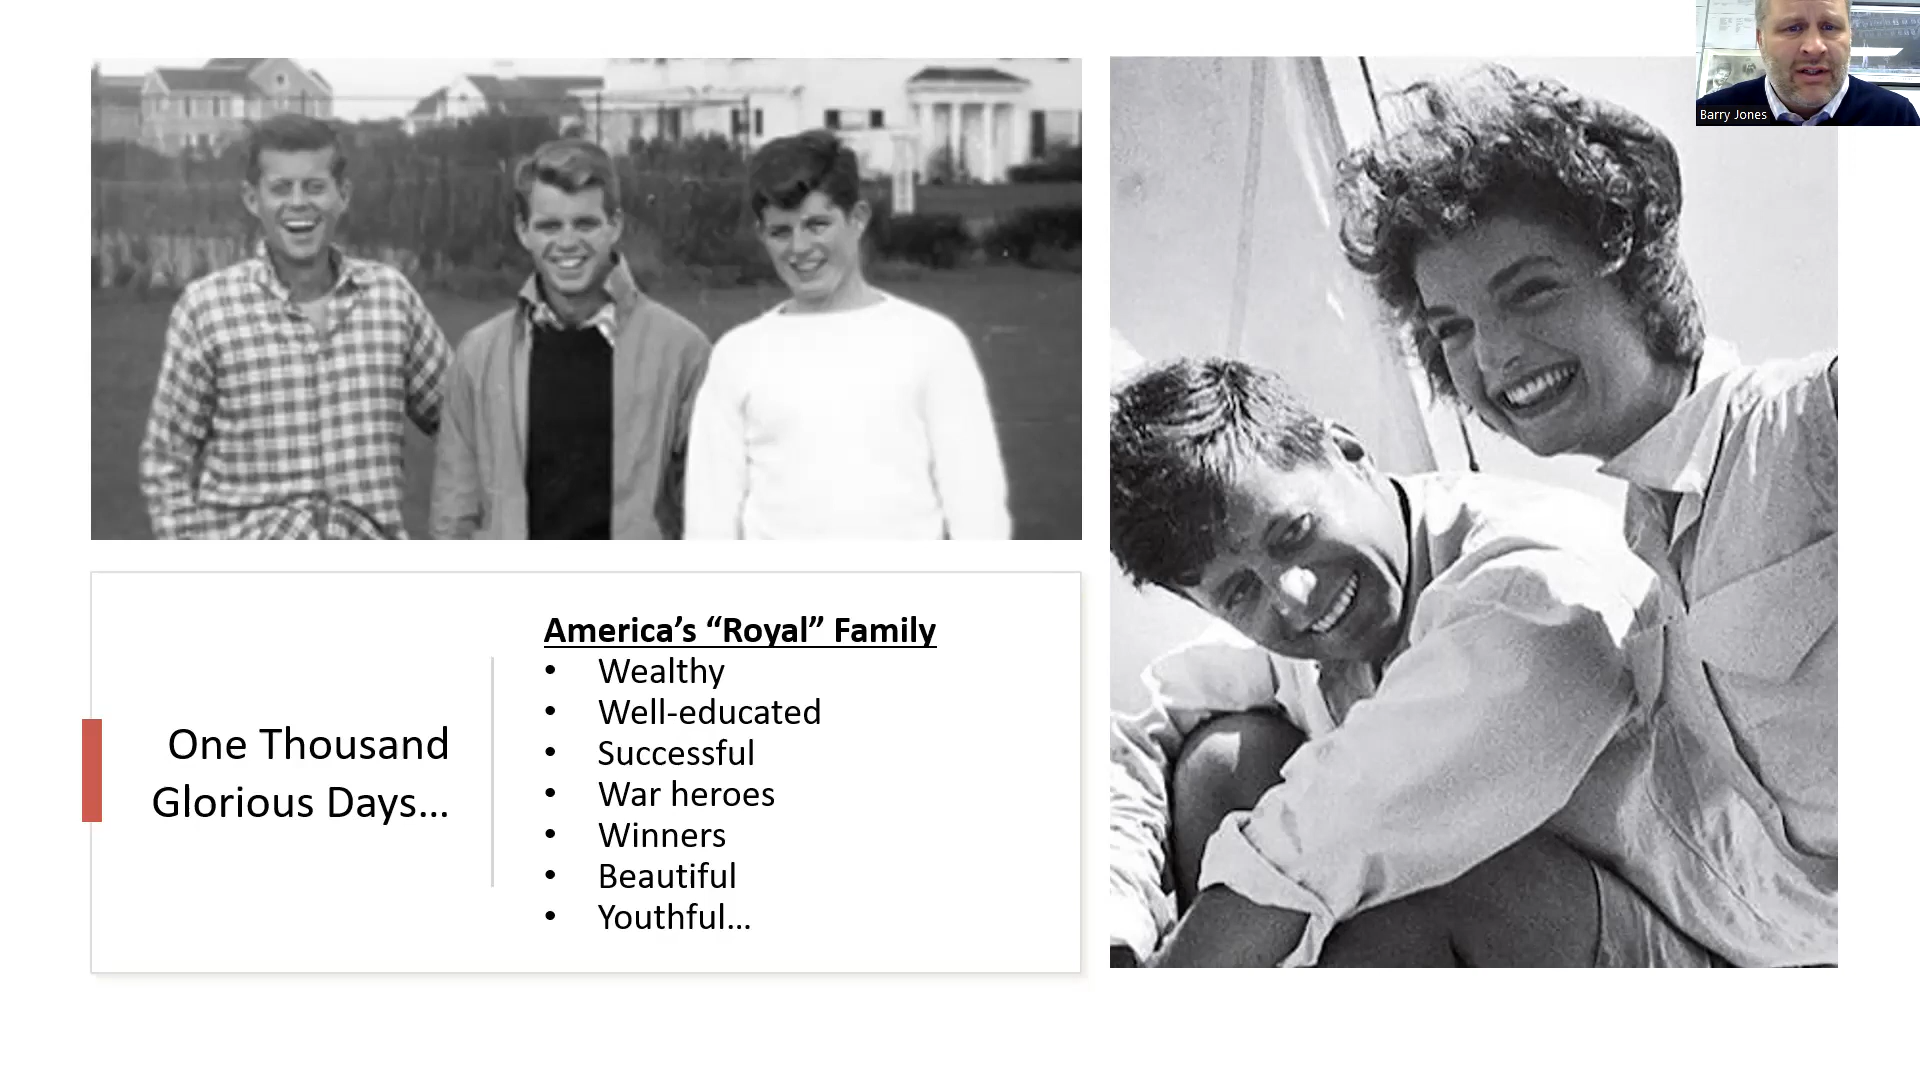 Barry Jones
One Thousand
Glorious Days...
America’s “Royal” Family
• Wealthy
• Well-educated
• Successful
• War heroes
• Winners
• Beautiful
• Youthful...